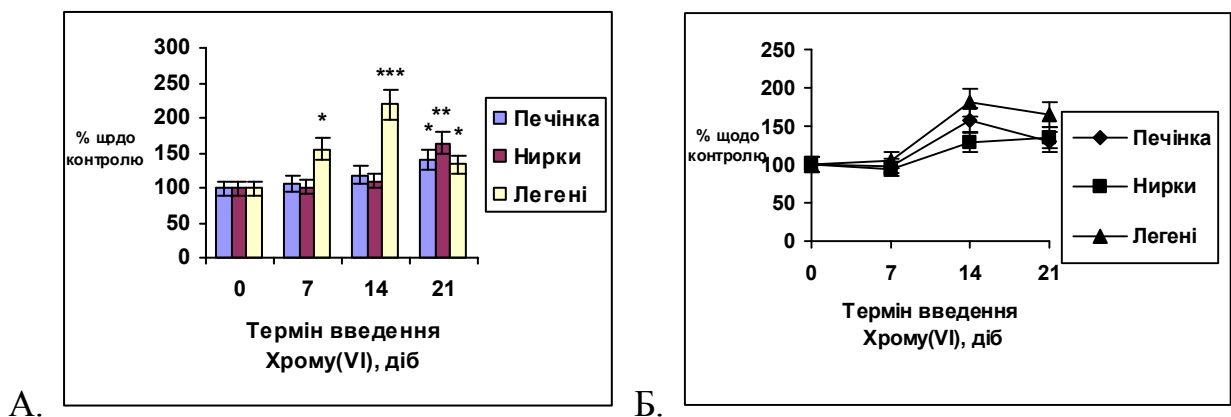 300
250
200
150
100
50
0
% щрдо
контролю
*
***
*
**
*
0 7 14 21
Термін введення
Хрому(VI), діб
Печінка
Нирки
Легені
А.
250
200
150
100
50
0
% щодо
контролю
0 7 14 21
Термін введення
Хрому(VI), діб
Печінка
Нирки
Легені
Б.